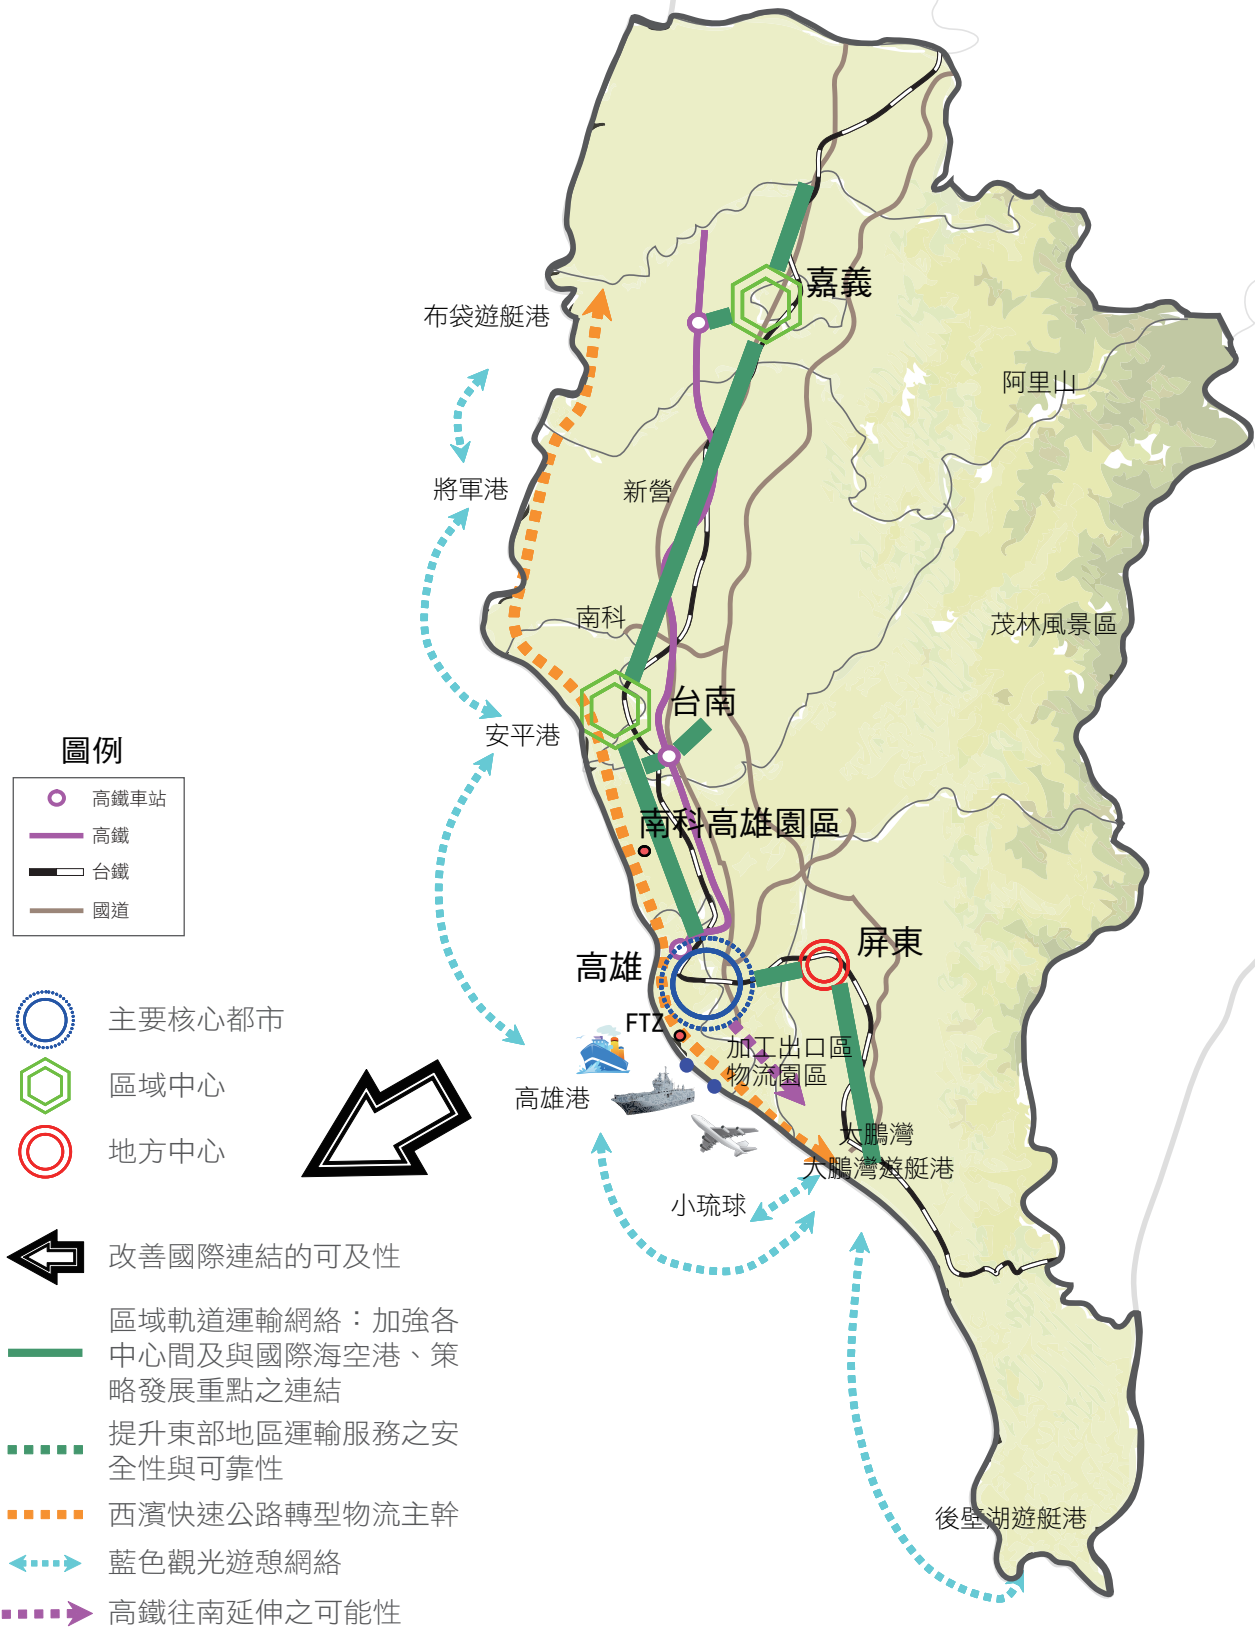 嘉義
布袋遊艇港
阿里山
將軍港
新營
南科
茂林風景區
台南
安平港
圖例
高鐵車站
高鐵
台鐵
國道
南科高雄園區
屏東
高雄
FTZ
主要核心都市
加工出口區
物流園區
區域中心
高雄港
地方中心
大鵬灣
大鵬灣遊艇港
小琉球
改善國際連結的可及性
區域軌道運輸網絡：加強各
中心間及與國際海空港、策
略發展重點之連結
提升東部地區運輸服務之安
全性與可靠性
西濱快速公路轉型物流主幹
後壁湖遊艇港
藍色觀光遊憩網絡
高鐵往南延伸之可能性